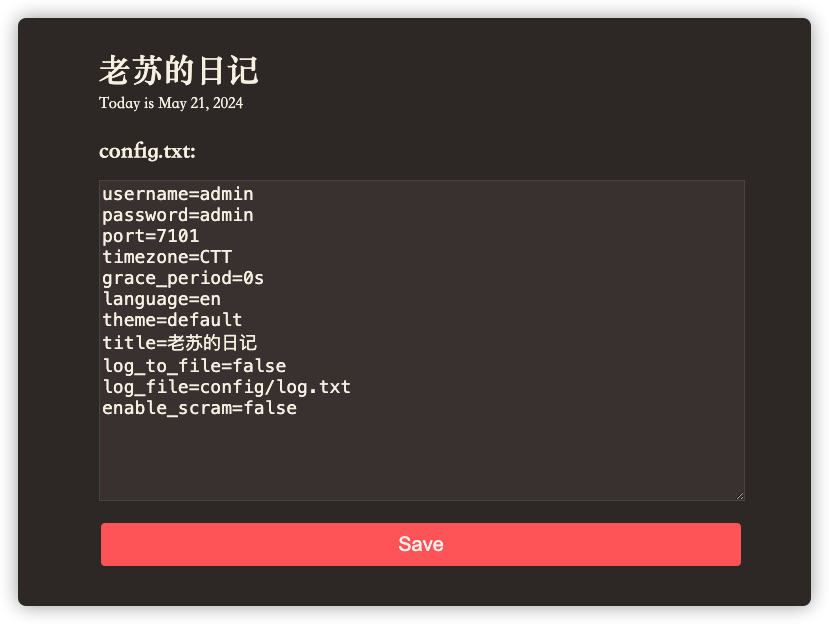 老苏的日记
Today is May 21, 2024
config.txt:
username=admin
password=admin
port=7101
timezone=CTT
grace_period=0s
language=en
theme=default
title=老苏的日记
log_to_file=false
log_file=config/log.txt
enable_scram=false
Save